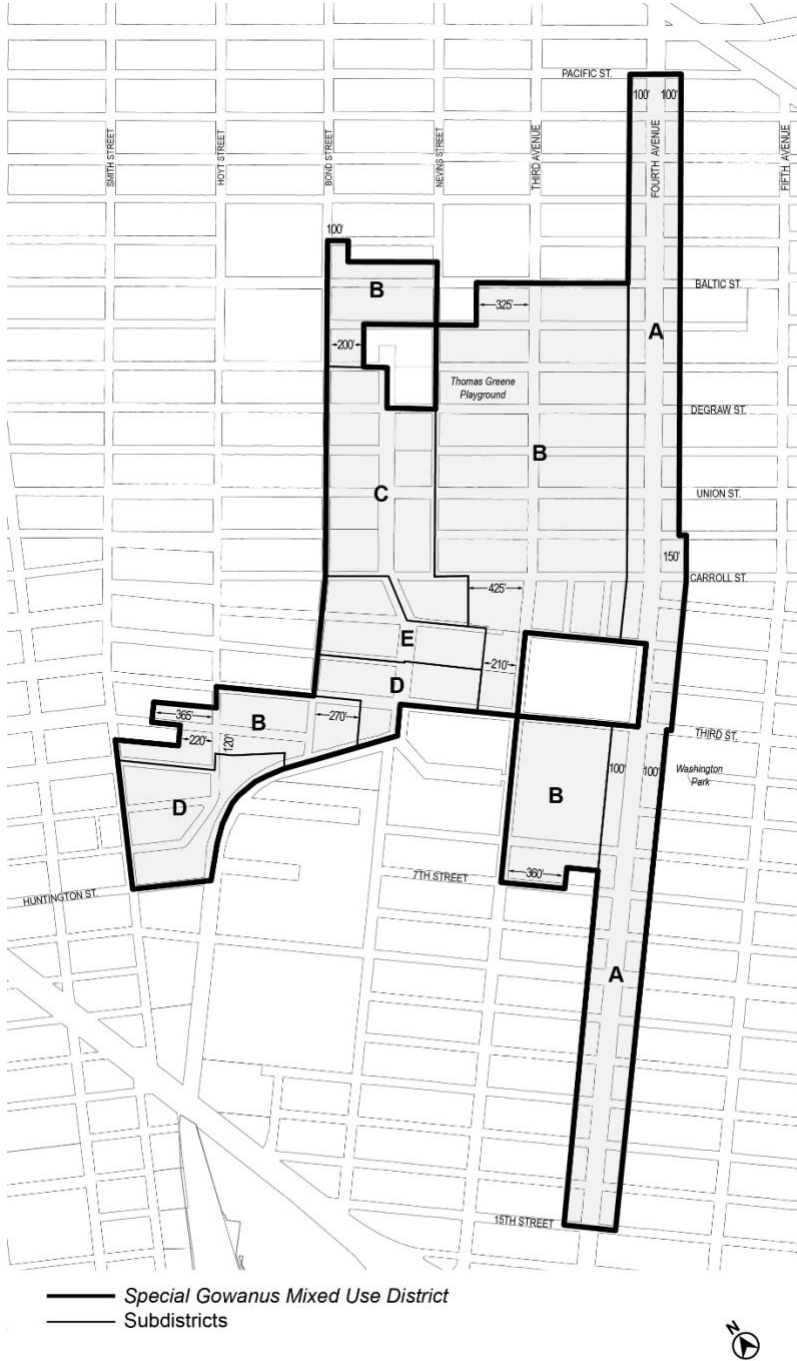 PACIFIC ST.
100'
100'
SMITH STREET
HOYT STREET
BOND STREET
NEVINS STREET
THIRD AVENUE
FOURTH AVENUE
FIFTH AVENUE
100'
B
BALTIC ST.
325'
A
200'
Thomas Greene
Playground
DEGRAW ST.
B
C
UNION ST.
150'
CARROLL ST.
425'
E
210'
D
365'
B
270'
220'
120'
THIRD ST.
100'
100'
Washington
Park
B
D
360'
7TH STREET
HUNTINGTON ST.
A
15TH STREET
Special Gowanus Mixed Use District
Subdistricts
N